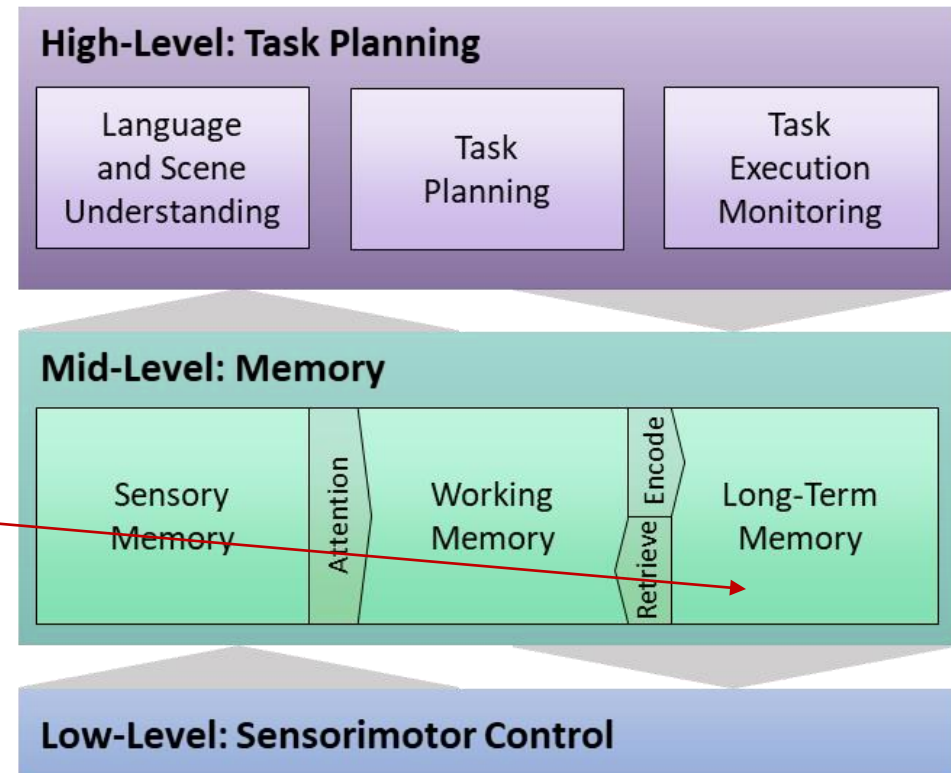 High-Level: Task Planning
Language
and Scene
Understanding
Task
Planning
Task
Execution
Monitoring
Mid-Level: Memory
Sensory
Memory
Attention
Working
Memory
Encode
Retrieve
Long-Term
Memory
Low-Level: Sensorimotor Control